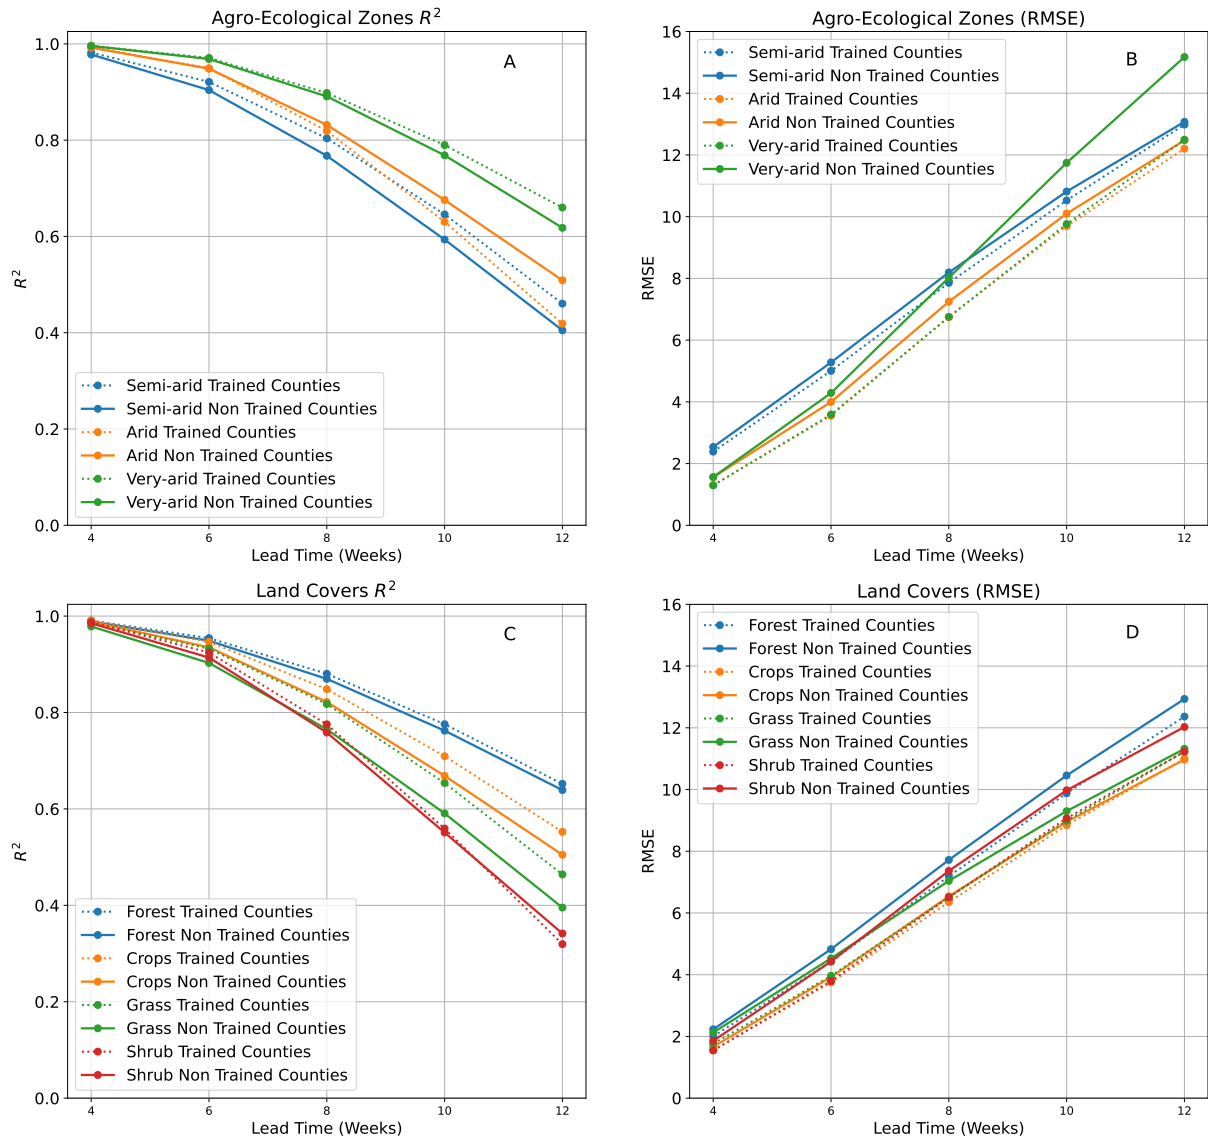 Agro-Ecological Zones R²
A
1.0
0.8
0.6
0.4
0.2
0.0
R²
Semi-arid Trained Counties
Semi-arid Non Trained Counties
Arid Trained Counties
Arid Non Trained Counties
Very-arid Trained Counties
Very-arid Non Trained Counties
4 6 8 10 12
Lead Time (Weeks)
Agro-Ecological Zones (RMSE)
B
16
14
12
10
8
6
4
2
0
RMSE
Semi-arid Trained Counties
Semi-arid Non Trained Counties
Arid Trained Counties
Arid Non Trained Counties
Very-arid Trained Counties
Very-arid Non Trained Counties
4 6 8 10 12
Lead Time (Weeks)
Land Covers R²
C
1.0
0.8
0.6
0.4
0.2
0.0
R²
Forest Trained Counties
Forest Non Trained Counties
Crops Trained Counties
Crops Non Trained Counties
Grass Trained Counties
Grass Non Trained Counties
Shrub Trained Counties
Shrub Non Trained Counties
4 6 8 10 12
Lead Time (Weeks)
Land Covers (RMSE)
D
16
14
12
10
8
6
4
2
0
RMSE
Forest Trained Counties
Forest Non Trained Counties
Crops Trained Counties
Crops Non Trained Counties
Grass Trained Counties
Grass Non Trained Counties
Shrub Trained Counties
Shrub Non Trained Counties
4 6 8 10 12
Lead Time (Weeks)